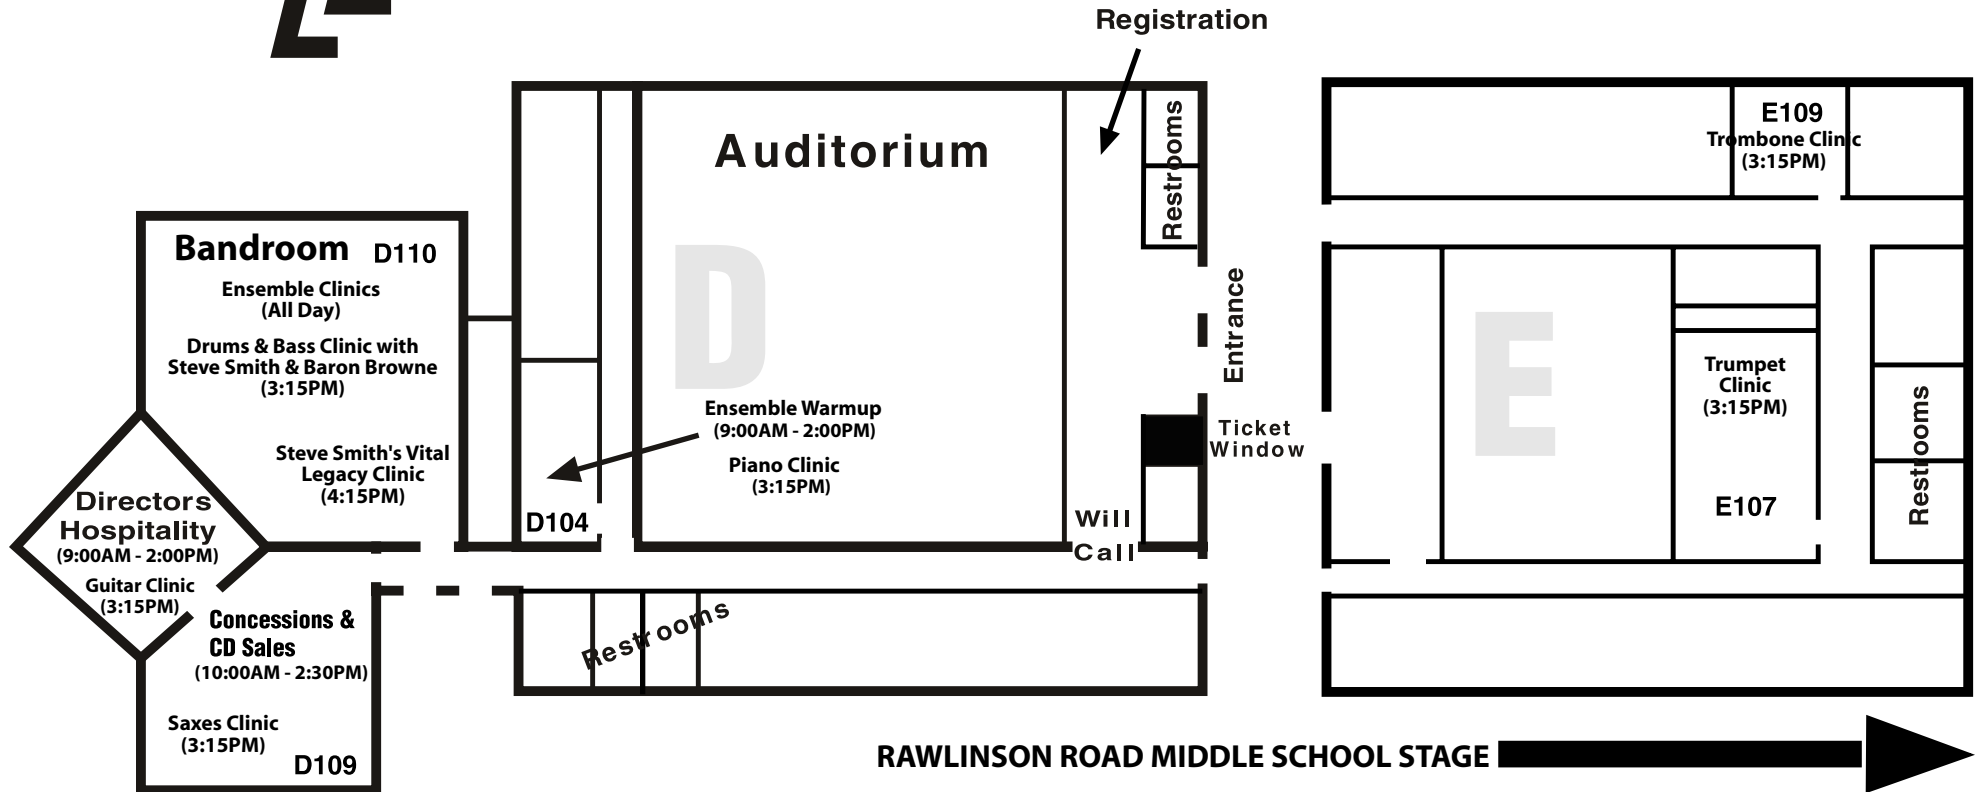 Registration
Auditorium
Restrooms
E109
Trombone Clinic
(3:15PM)
Bandroom D110
Ensemble Clinics
(All Day)
Drums & Bass Clinic with
Steve Smith & Baron Browne
(3:15PM)
Steve Smith's Vital
Legacy Clinic
(4:15PM)
D
Entrance
E
Ensemble Warmup
(9:00AM - 2:00PM)
Piano Clinic
(3:15PM)
D104
Ticket
Window
Will
Call
Trumpet
Clinic
(3:15PM)
E107
Restrooms
Directors
Hospitality
(9:00AM - 2:00PM)
Guitar Clinic
(3:15PM)
Concessions &
CD Sales
(10:00AM - 2:30PM)
Saxes Clinic
(3:15PM)
D109
Restrooms
RAWLINSON ROAD MIDDLE SCHOOL STAGE